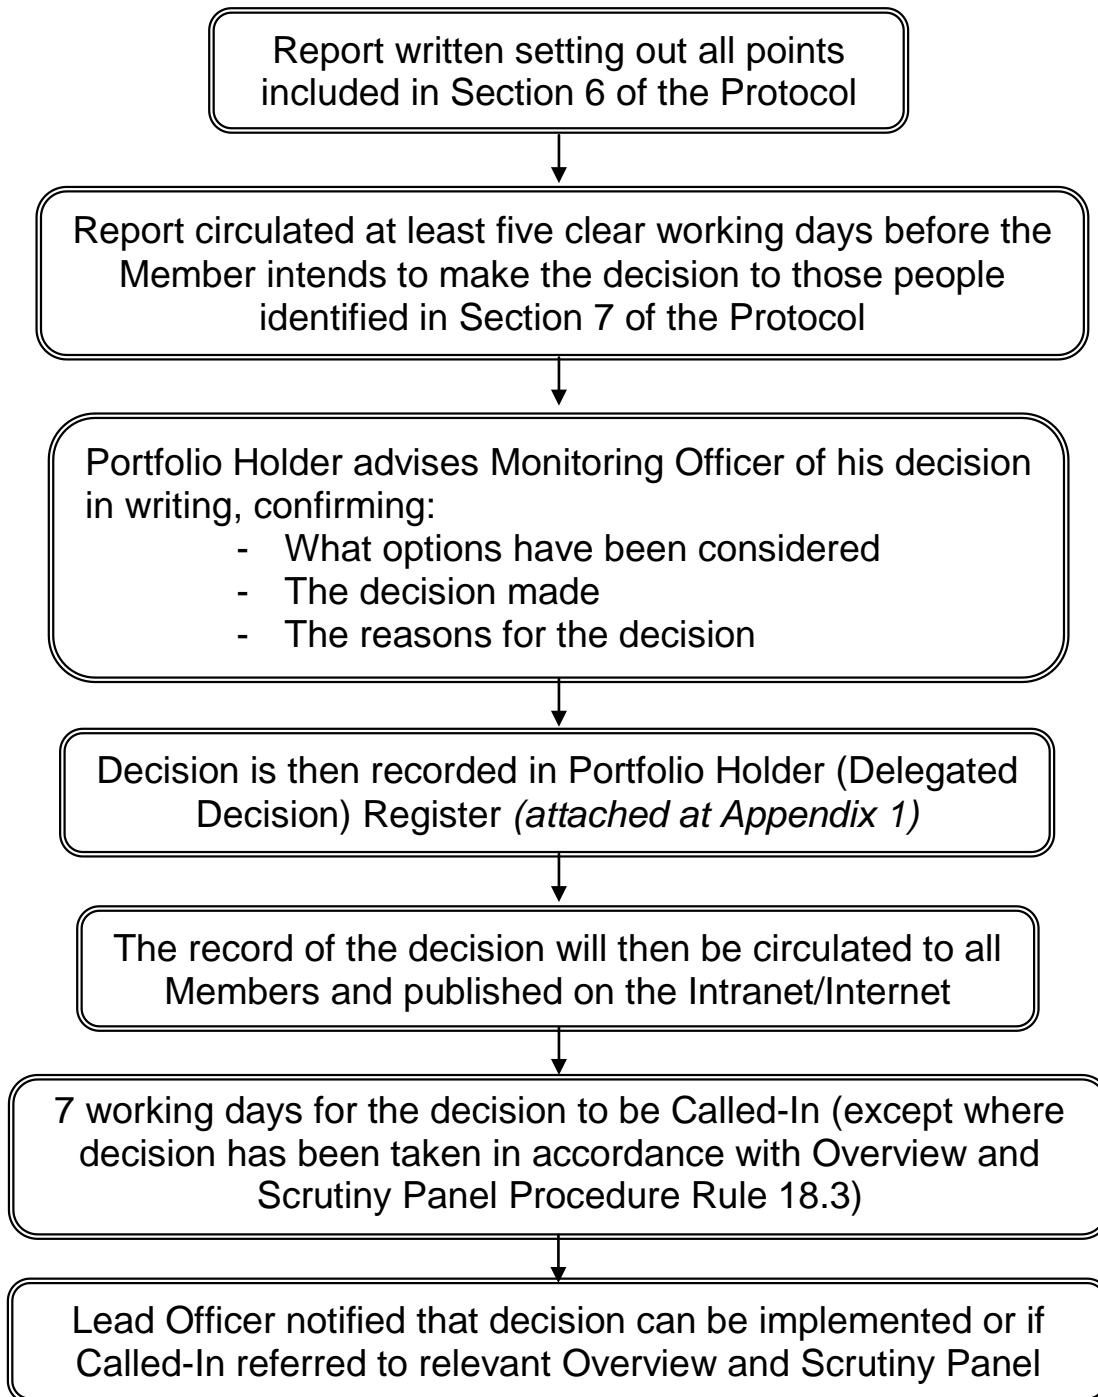 Report written setting out all points
included in Section 6 of the Protocol
Report circulated at least five clear working days before the
Member intends to make the decision to those people
identified in Section 7 of the Protocol
Portfolio Holder advises Monitoring Officer of his decision
in writing, confirming:
- What options have been considered
- The decision made
- The reasons for the decision
Decision is then recorded in Portfolio Holder (Delegated
Decision) Register (attached at Appendix 1)
The record of the decision will then be circulated to all
Members and published on the Intranet/Internet
7 working days for the decision to be Called-In (except where
decision has been taken in accordance with Overview and
Scrutiny Panel Procedure Rule 18.3)
Lead Officer notified that decision can be implemented or if
Called-In referred to relevant Overview and Scrutiny Panel